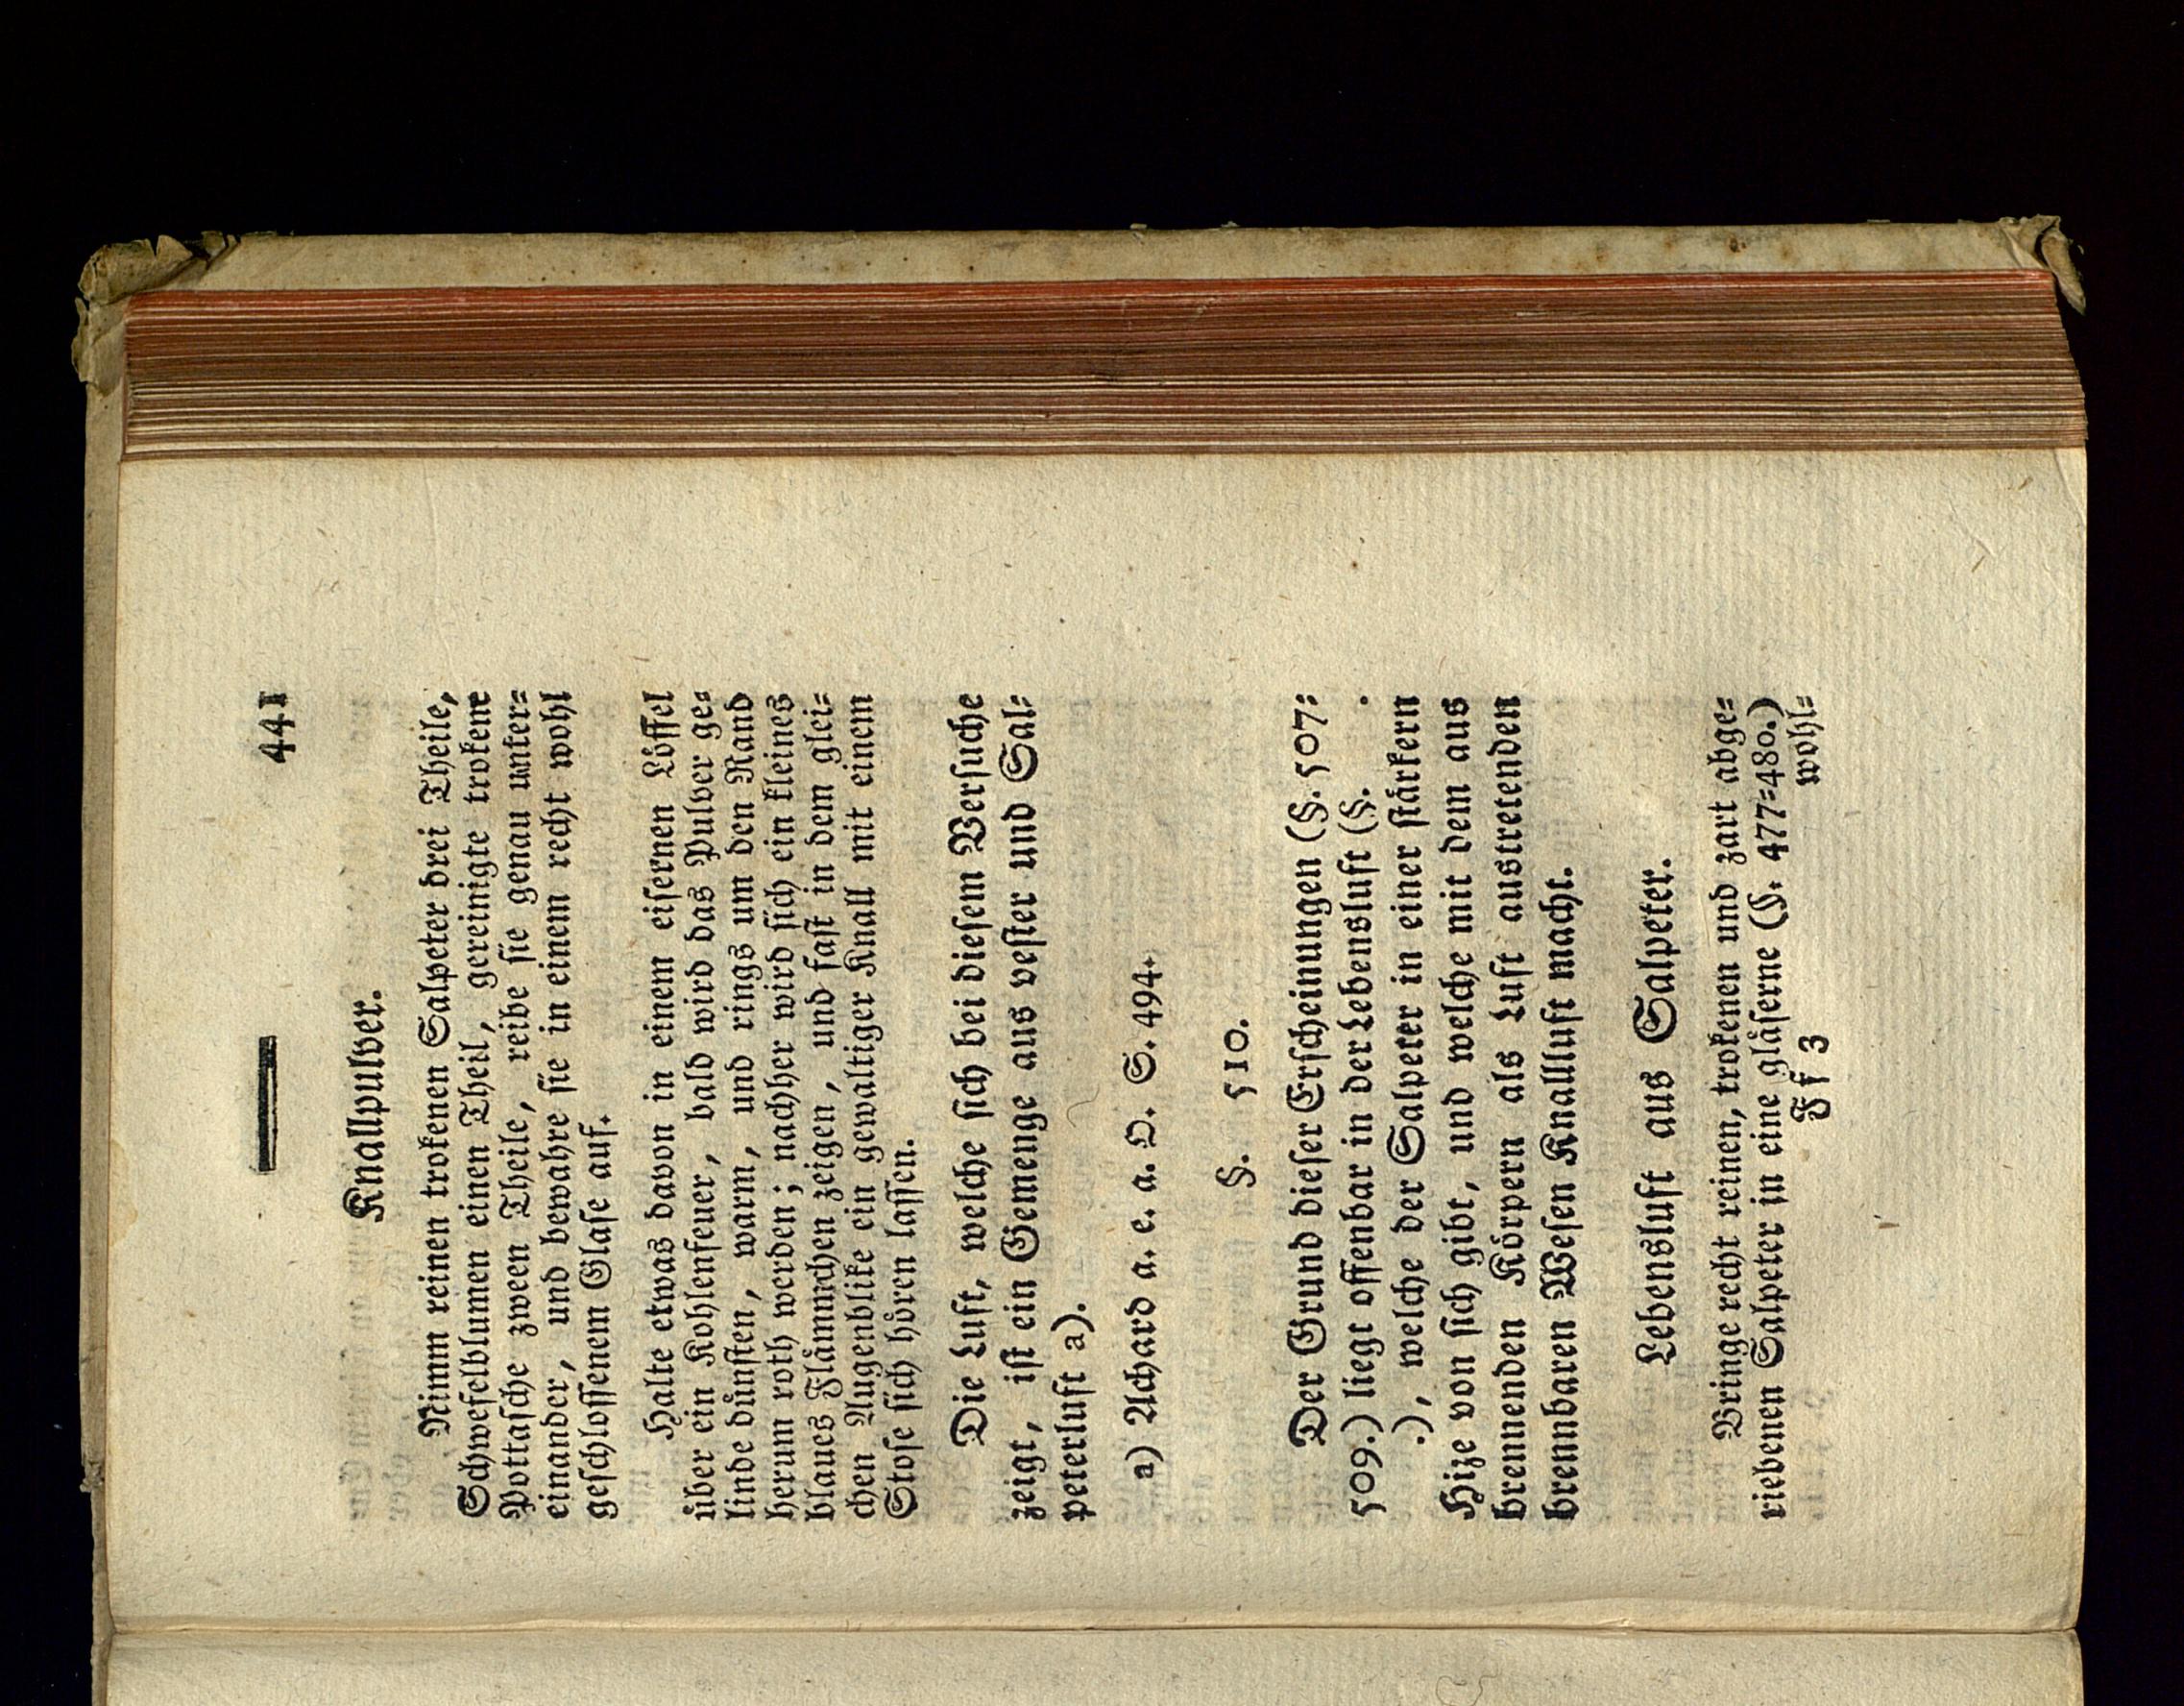 441
Knallpulver.
Nimm reinen trokenen Salpeter drei Theile,
Schwefelblumen einen Theil, gereinigte trokene
Pottasche zween Theile, reibe sie genau unter=
einander, und bewahre sie in einem recht wohl
geschlossenem Glase auf.
Halte etwas davon in einem eisernen Löffel
über ein Kohlenfeuer, bald wird das Pulver ge=
linde dünsten, warm, und rings um den Rand
herum roth werden; nachher wird sich ein kleines
blaues Flämmchen zeigen, und fast in dem glei=
chen Augenblike ein gewaltiger Knall mit einem
Stose sich hören lassen.
Die Luft, welche sich bei diesem Versuche
zeigt, ist ein Gemenge aus vester und Sal=
peterluft a).
a) Achard a. e. a. O. S. 494.
§. 510.
Der Grund dieser Erscheinungen (§. 507=
509.) liegt offenbar in der Lebensluft (§. .
.), welche der Salpeter in einer stärkern
Hize von sich gibt, und welche mit dem aus
brennenden Körpern als Luft austretenden
brennbaren Wesen Knallluft macht.
Lebensluft aus Salpeter.
Bringe recht reinen, trokenen und zart abge=
riebenen Salpeter in eine gläserne (S. 477=480.)
Ff 3 wohl=